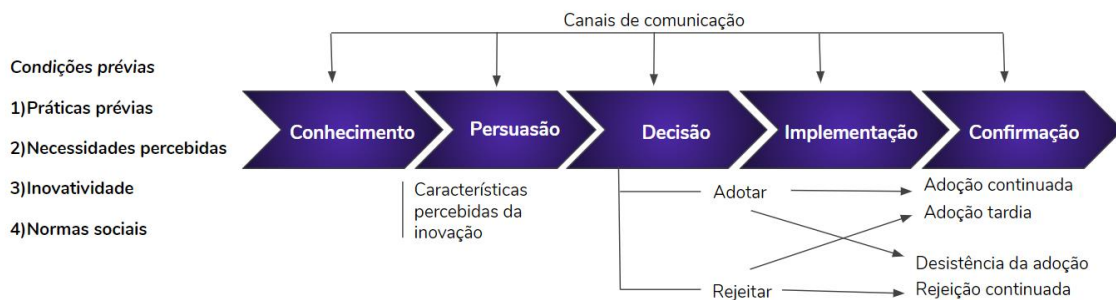 Canais de comunicação
Condições prévias
1)Práticas prévias
2)Necessidades percebidas
3)Inovatividade
4)Normas sociais
Conhecimento
Persuasão
Decisão
Implementação
Confirmação
Características
percebidas da
inovação
Adotar
Rejeitar
Adoção continuada
Adoção tardia
Desistência da adoção
Rejeição continuada